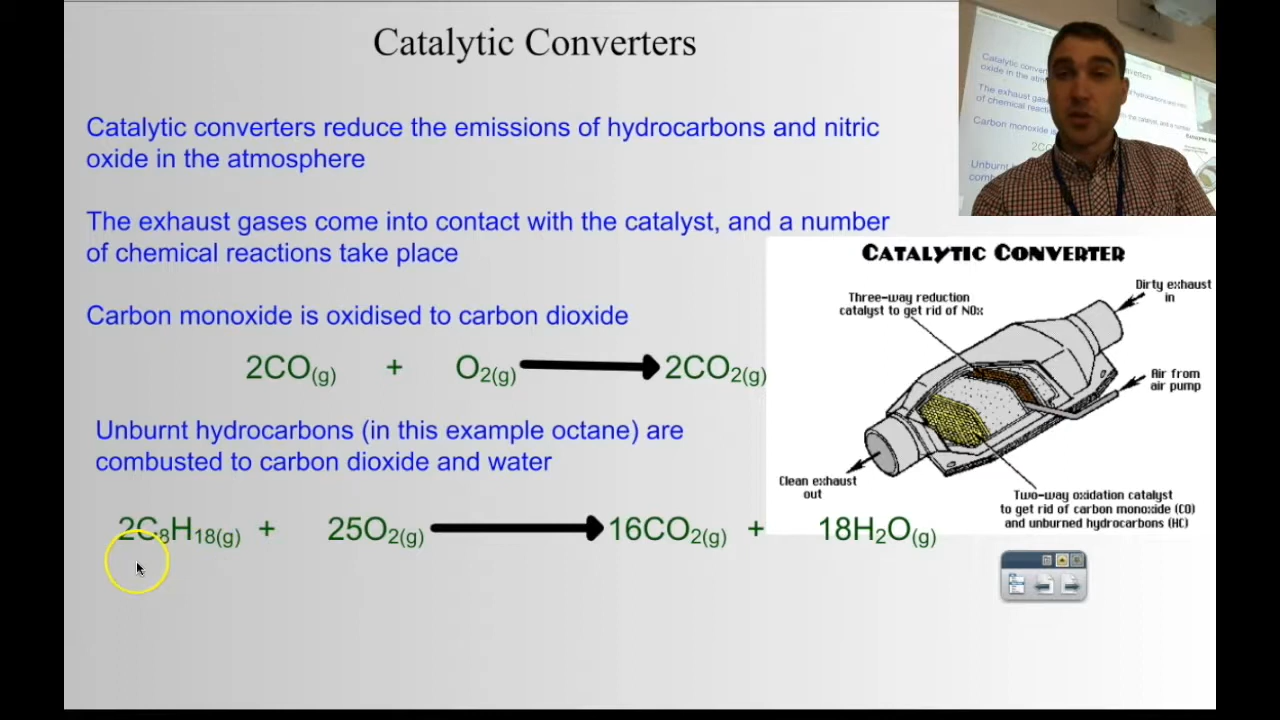 Catalytic Converters
Catalytic converters reduce the emissions of hydrocarbons and nitric
oxide in the atmosphere
The exhaust gases come into contact with the catalyst, and a number
of chemical reactions take place
Carbon monoxide is oxidised to carbon dioxide
2CO(g) + O2(g) 2CO2(g)
Unburnt hydrocarbons (in this example octane) are
combusted to carbon dioxide and water
2C8H18(g) + 25O2(g) 16CO2(g) + 18H2O(g)
CATALYTIC CONVERTER
Dirty exhaust
in
Three-way reduction
catalyst to get rid of NOx
Air from
air pump
Clean exhaust
out
Two-way oxidation catalyst
to get rid of carbon monoxide (CO)
and unburned hydrocarbons (HC)